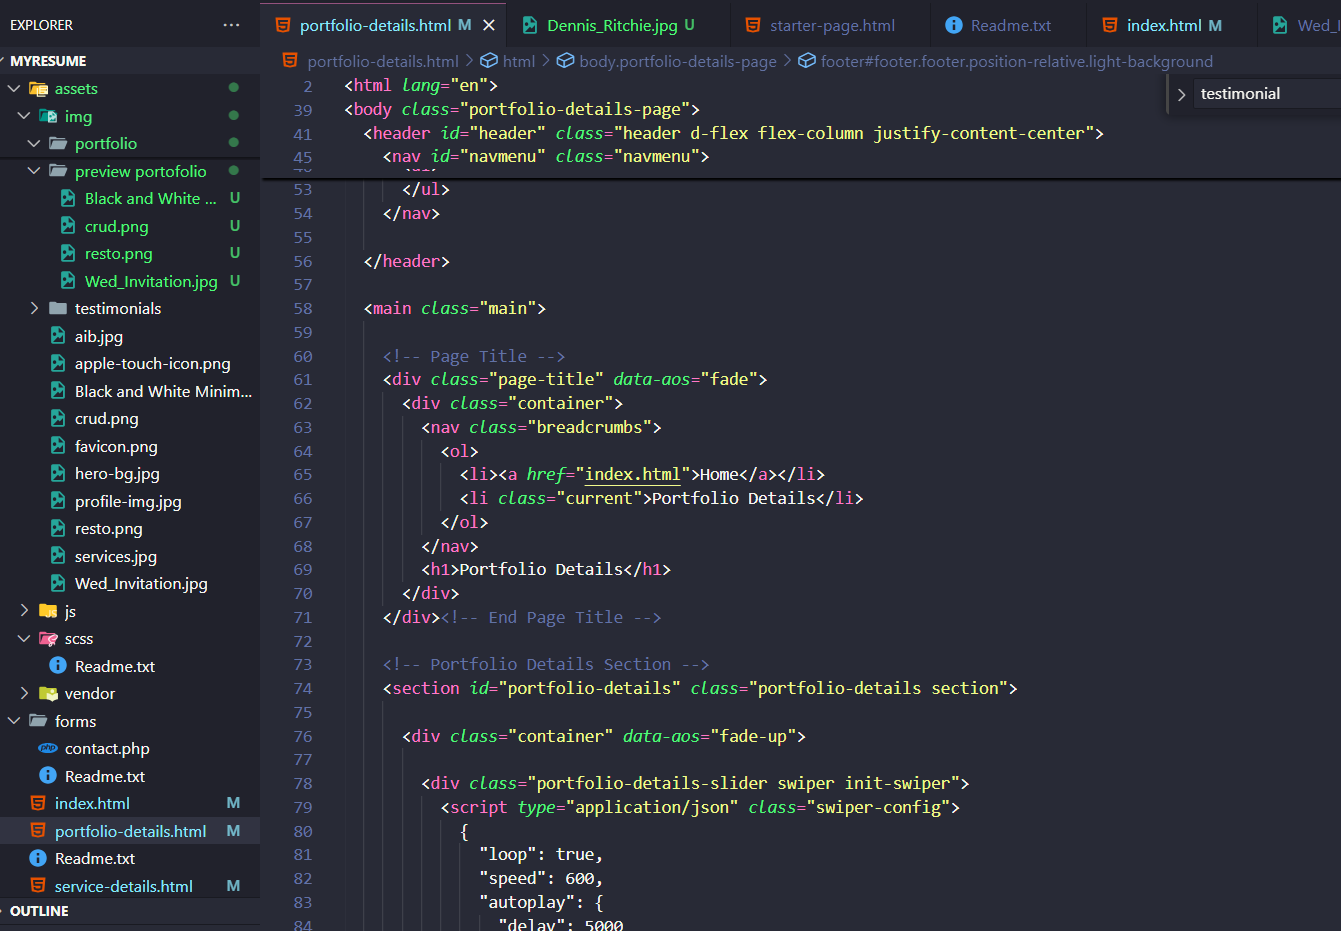 EXPLORER ...
MYRESUME
assets
img
portfolio
preview portofolio
Black and White ... U
crud.png U
resto.png U
Wed_Invitation.jpg U
testimonials
aib.jpg
apple-touch-icon.png
Black and White Minim...
crud.png
favicon.png
hero-bg.jpg
profile-img.jpg
resto.png
services.jpg
Wed_Invitation.jpg
js
scss
Readme.txt
vendor
forms
contact.php
Readme.txt
index.html M
portfolio-details.html M
Readme.txt
service-details.html M
OUTLINE
portfolio-details.html M Dennis_Ritchie.jpg U starter-page.html Readme.txt index.html M
portfolio-details.html > html > body.portfolio-details-page > footer#footer.footer.position-relative.light-background
testimonial
2 <html lang="en">
39 <body class="portfolio-details-page">
41 <header id="header" class="header d-flex flex-column justify-content-center">
45 <nav id="navmenu" class="navmenu">
53 </ul>
54 </nav>
55
56 </header>
57
58 <main class="main">
59
60 <!-- Page Title -->
61 <div class="page-title" data-aos="fade">
62 <div class="container">
63 <nav class="breadcrumbs">
64 <ol>
65 <li><a href="index.html">Home</a></li>
66 <li class="current">Portfolio Details</li>
67 </ol>
68 </nav>
69 <h1>Portfolio Details</h1>
70 </div>
71 </div><!-- End Page Title -->
72
73 <!-- Portfolio Details Section -->
74 <section id="portfolio-details" class="portfolio-details section">
75
76 <div class="container" data-aos="fade-up">
77
78 <div class="portfolio-details-slider swiper init-swiper">
79 <script type="application/json" class="swiper-config">
80 {
81 "loop": true,
82 "speed": 600,
83 "autoplay": {
84 "delay": 5000